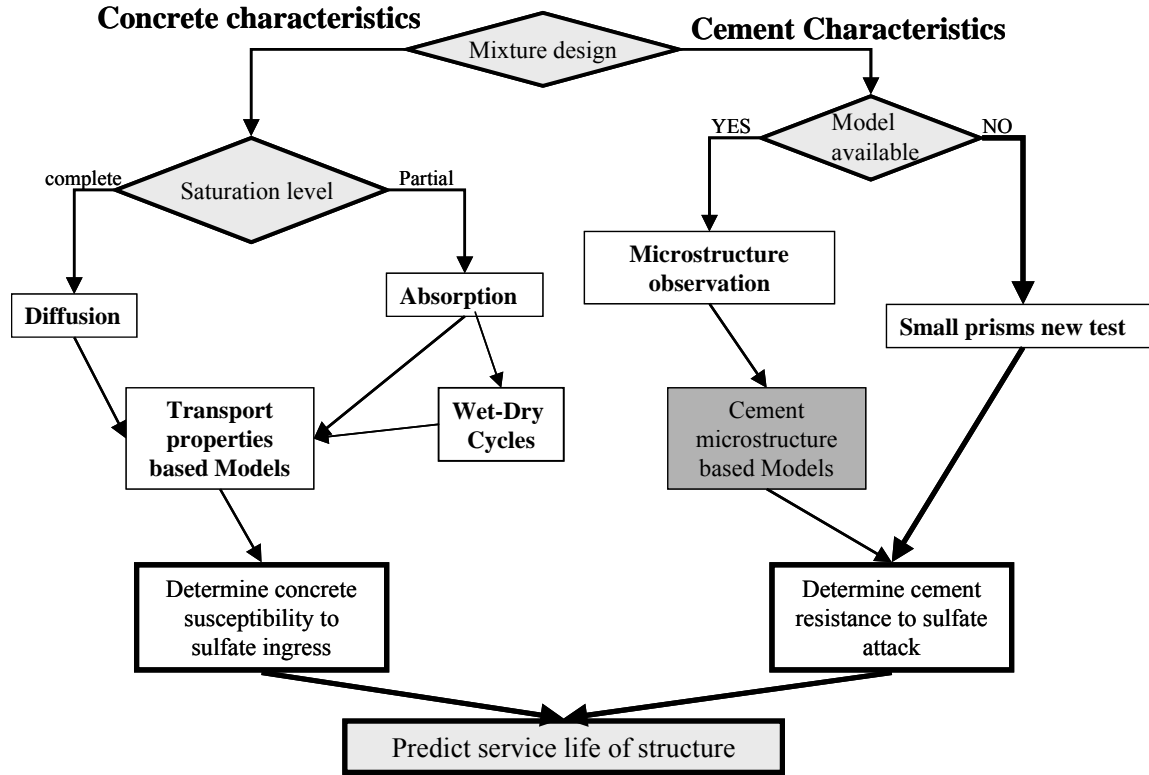 Concrete characteristics
Cement Characteristics
Mixture design
YES
Model
available
NO
complete
Saturation level
Partial
Microstructure
observation
Diffusion
Absorption
Small prisms new test
Transport
properties
based Models
Wet-Dry
Cycles
Cement
microstructure
based Models
Determine concrete
susceptibility to
sulfate ingress
Determine cement
resistance to sulfate
attack
Predict service life of structure